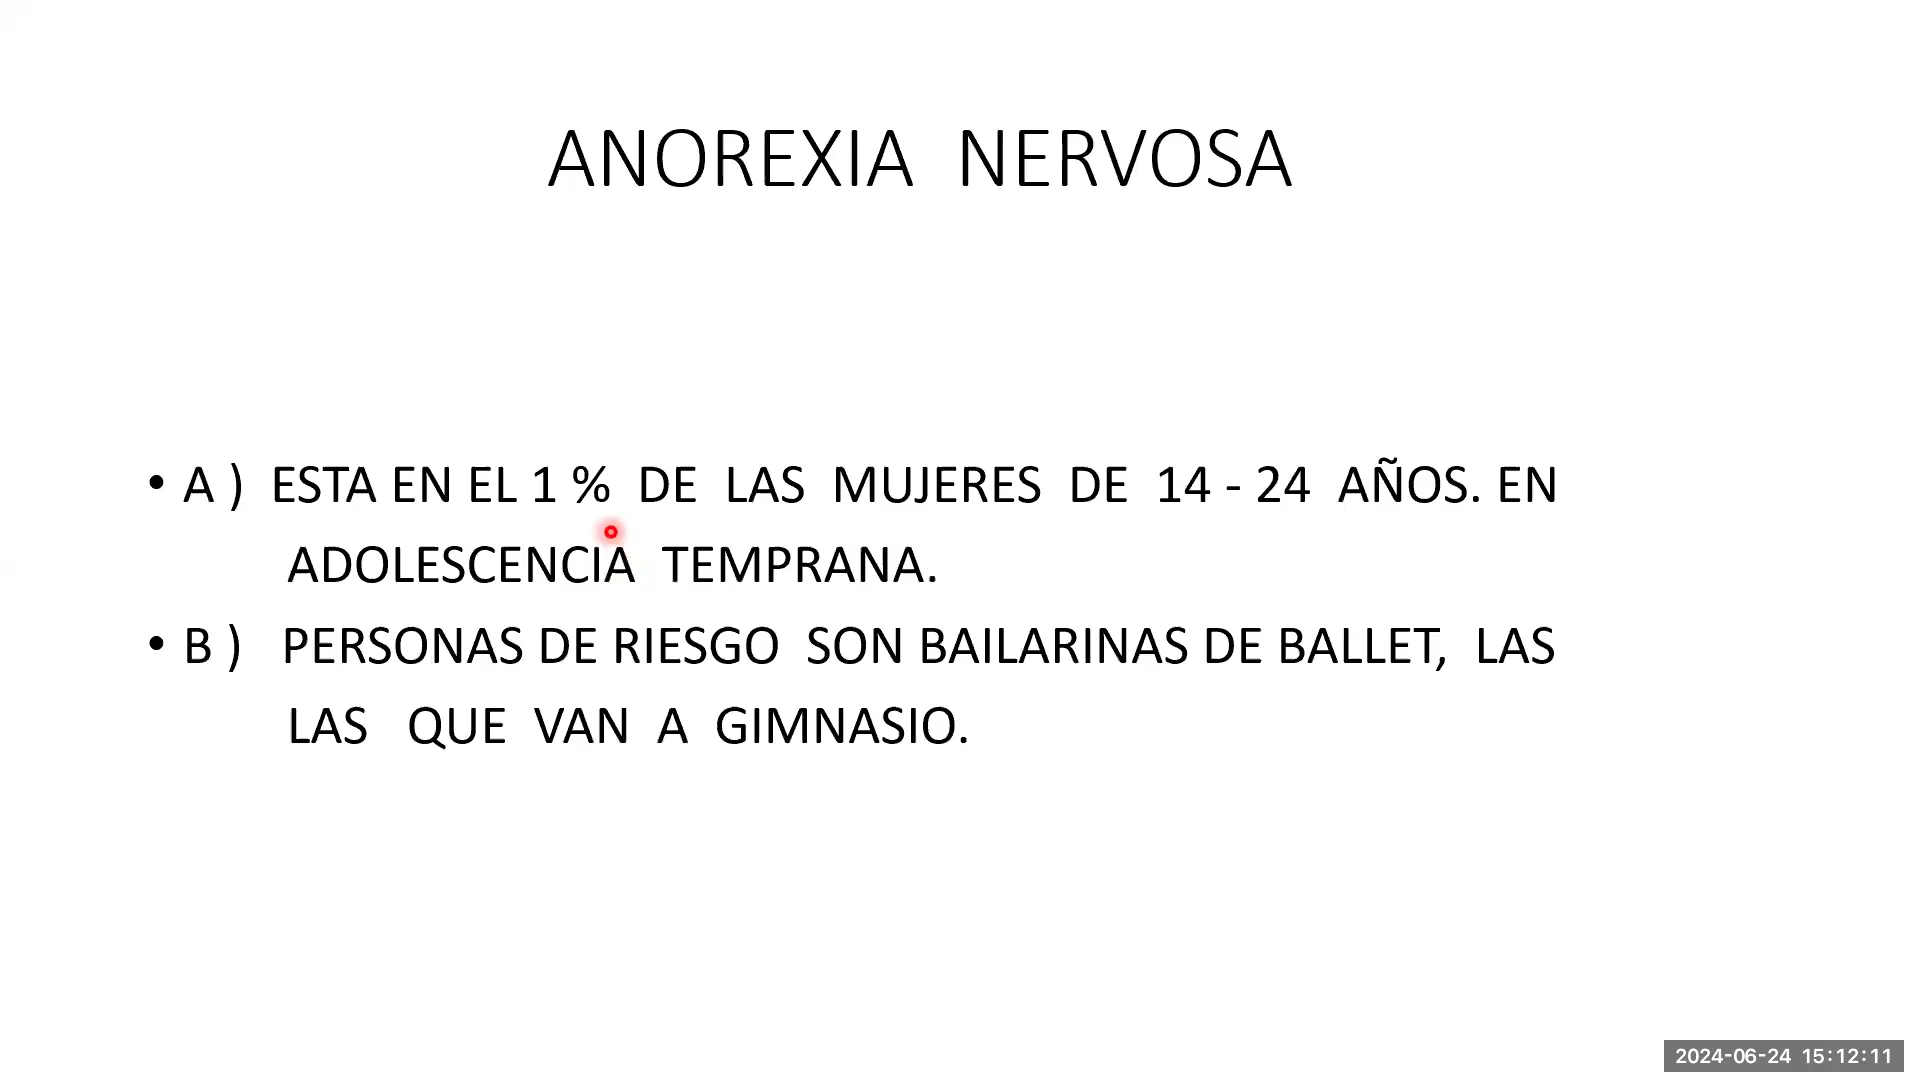 ANOREXIA NERVOSA
• A ) ESTA EN EL 1 % DE LAS MUJERES DE 14 - 24 AÑOS. EN
ADOLESCENCIA TEMPRANA.
• B ) PERSONAS DE RIESGO SON BAILARINAS DE BALLET, LAS
LAS QUE VAN A GIMNASIO.
2024-06-24 15:12:11